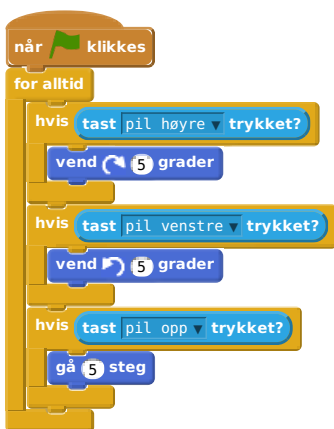 når klikkes
for alltid
hvis tast pil høyre ▼ trykket?
vend 5 grader
hvis tast pil venstre ▼ trykket?
vend 5 grader
hvis tast pil opp ▼ trykket?
gå 5 steg